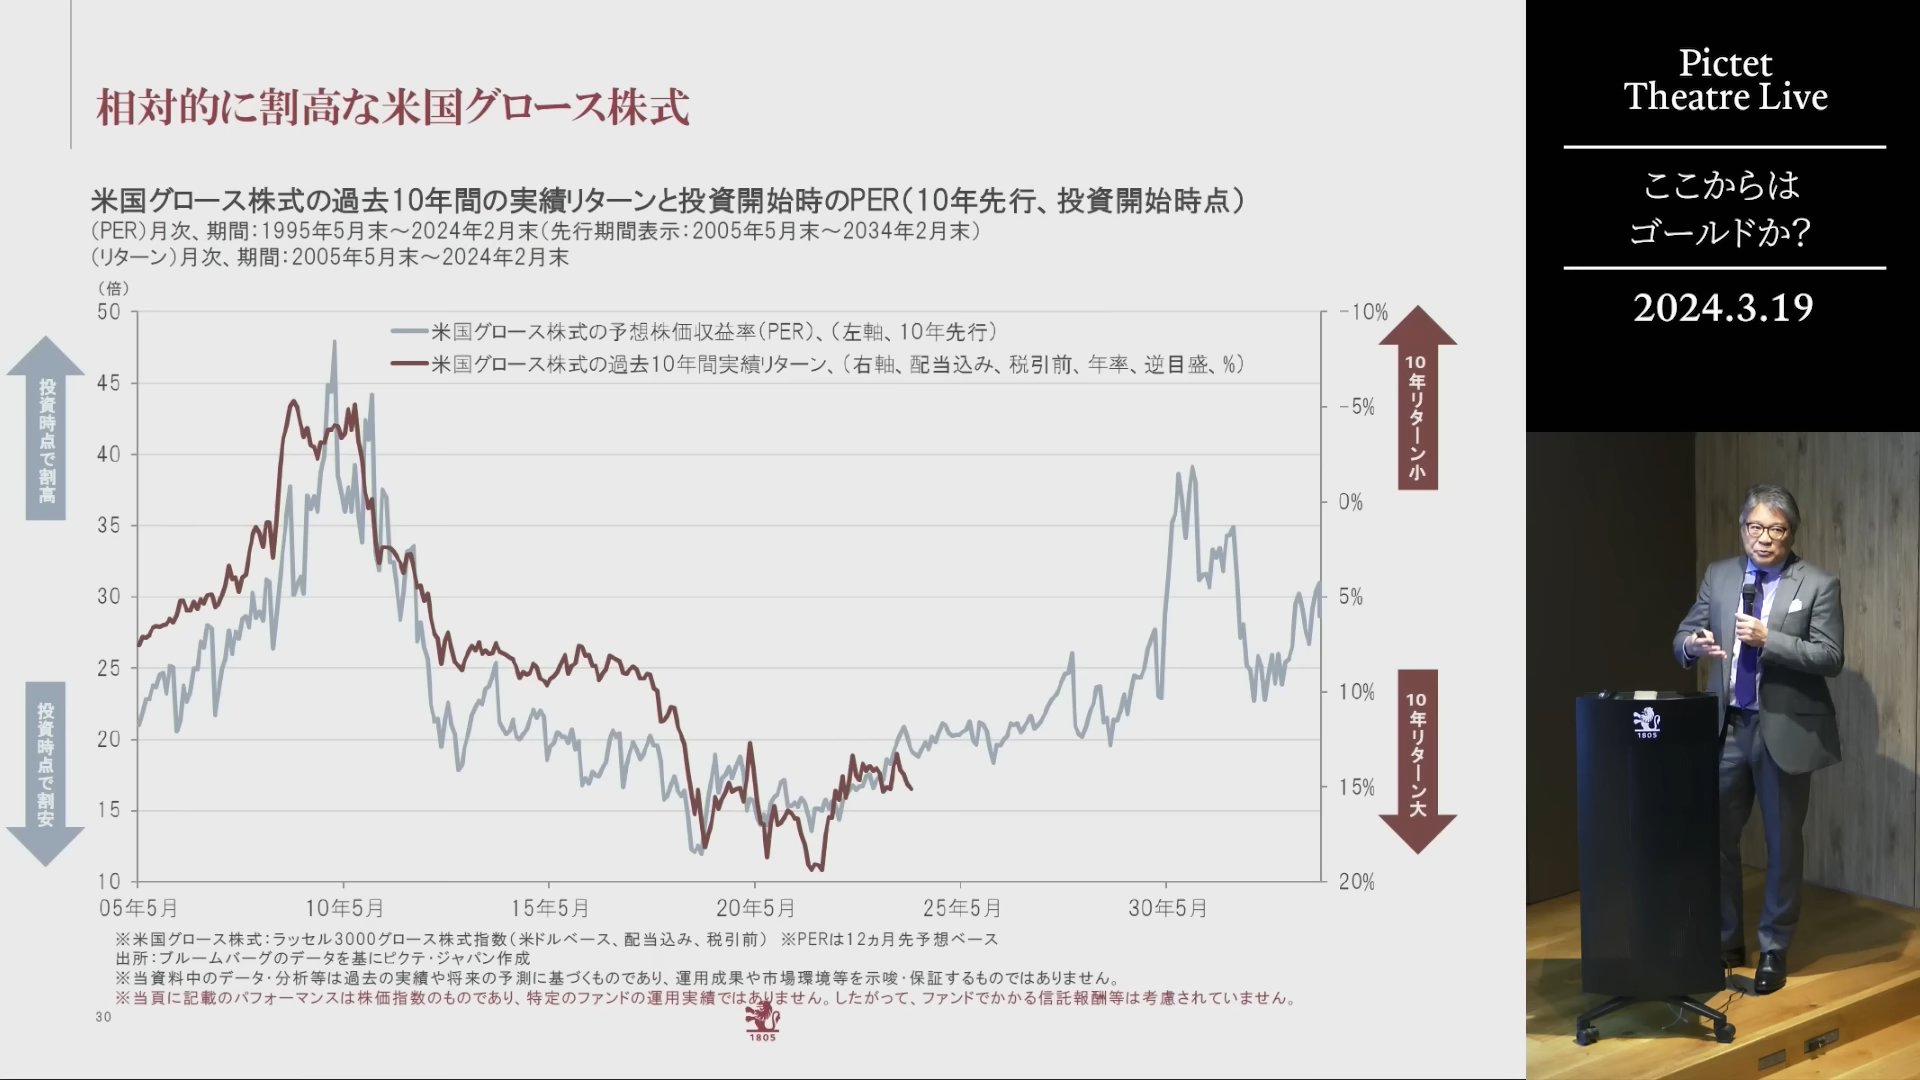 相対的に割高な米国グロース株式
米国グロース株式の過去10年間の実績リターンと投資開始時のPER(10年先行、投資開始時点)
(PER)月次、期間:1995年5月末~2024年2月末(先行期間表示:2005年5月末~2034年2月末)
(リターン)月次、期間:2005年5月末~2024年2月末
(倍)
50
45
40
35
30
25
20
15
10
米国グロース株式の予想株価収益率(PER)、(左軸、10年先行)
米国グロース株式の過去10年間実績リターン、(右軸、配当込み、税引前、年率、逆目盛、%)
-10%
-5%
0%
5%
10%
15%
20%
05年5月
10年5月
15年5月
20年5月
25年5月
30年5月
投資時点で割高
投資時点で割安
10年リターン小
10年リターン大
※米国グロース株式:ラッセル3000グロース株式指数(米ドルベース、配当込み、税引前) ※PERは12ヵ月先予想ベース
出所:ブルームバーグのデータを基にピクテ・ジャパン作成
※当資料中のデータ・分析等は過去の実績や将来の予測に基づくものであり、運用成果や市場環境等を示唆・保証するものではありません。
※当頁に記載のパフォーマンスは株価指数のものであり、特定のファンドの運用実績ではありません。したがって、ファンドでかかる信託報酬等は考慮されていません。
30
1805
Pictet
Theatre Live
ここからは
ゴールドか?
2024.3.19
1805